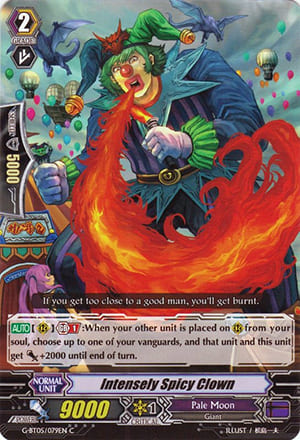 GRADE
2
SHIELD
5000
If you get too close to a good man, you'll get burnt.
AUTO : When your other unit is placed on from your
soul, choose up to one of your vanguards, and that unit and this unit
get +2000 until end of turn.
NORMAL
UNIT
Intensely Spicy Clown
POWER
9000
1
CRITICAL
Pale Moon
Giant
G-BT05/079EN C